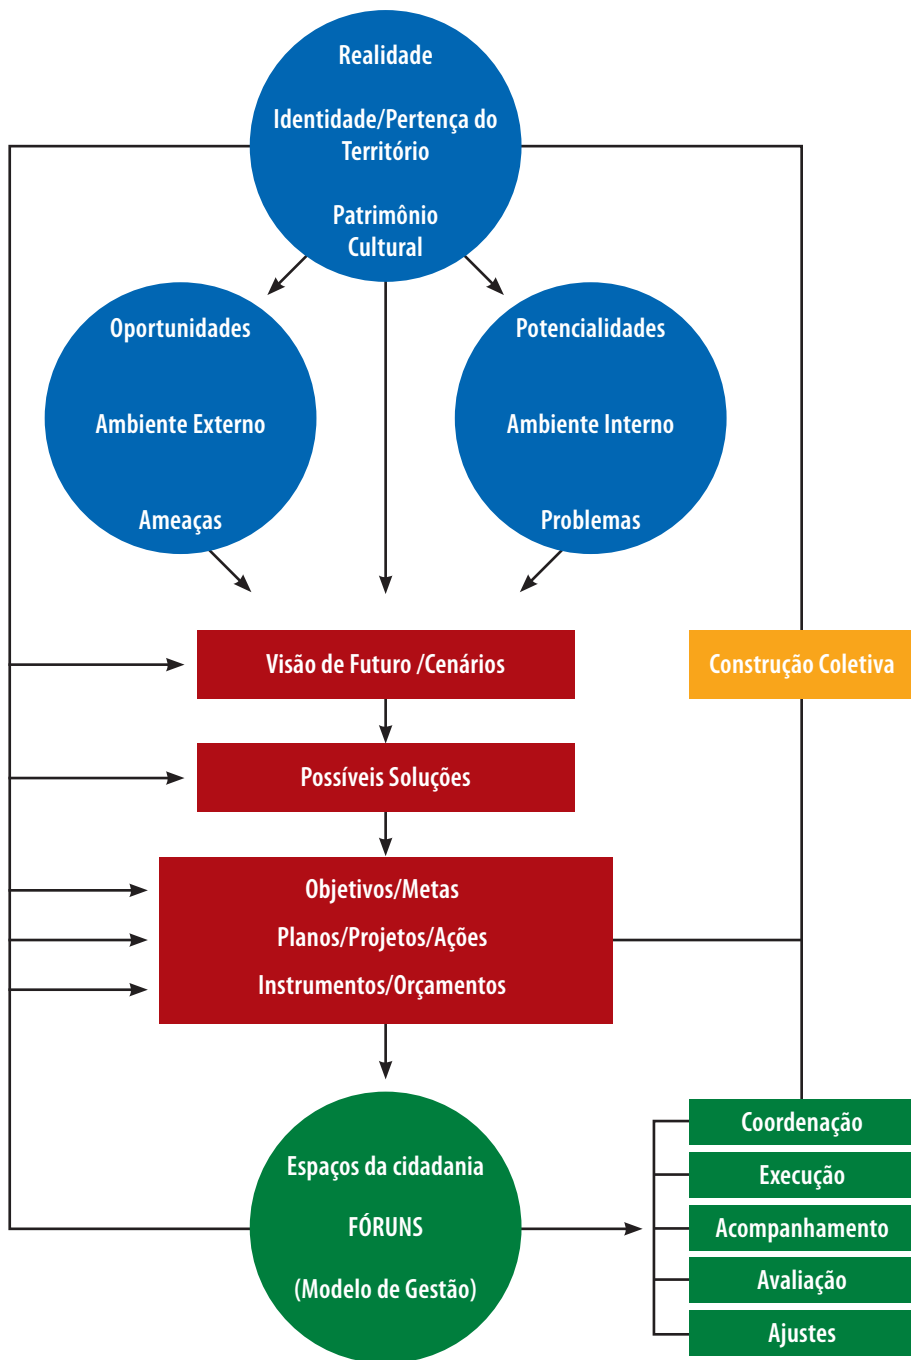 Realidade
Identidade/Pertença do
Território
Patrimônio
Cultural
Oportunidades
Ambiente Externo
Ameaças
Potencialidades
Ambiente Interno
Problemas
Visão de Futuro /Cenários
Construção Coletiva
Possíveis Soluções
Objetivos/Metas
Planos/Projetos/Ações
Instrumentos/Orçamentos
Espaços da cidadania
FÓRUNS
(Modelo de Gestão)
Coordenação
Execução
Acompanhamento
Avaliação
Ajustes